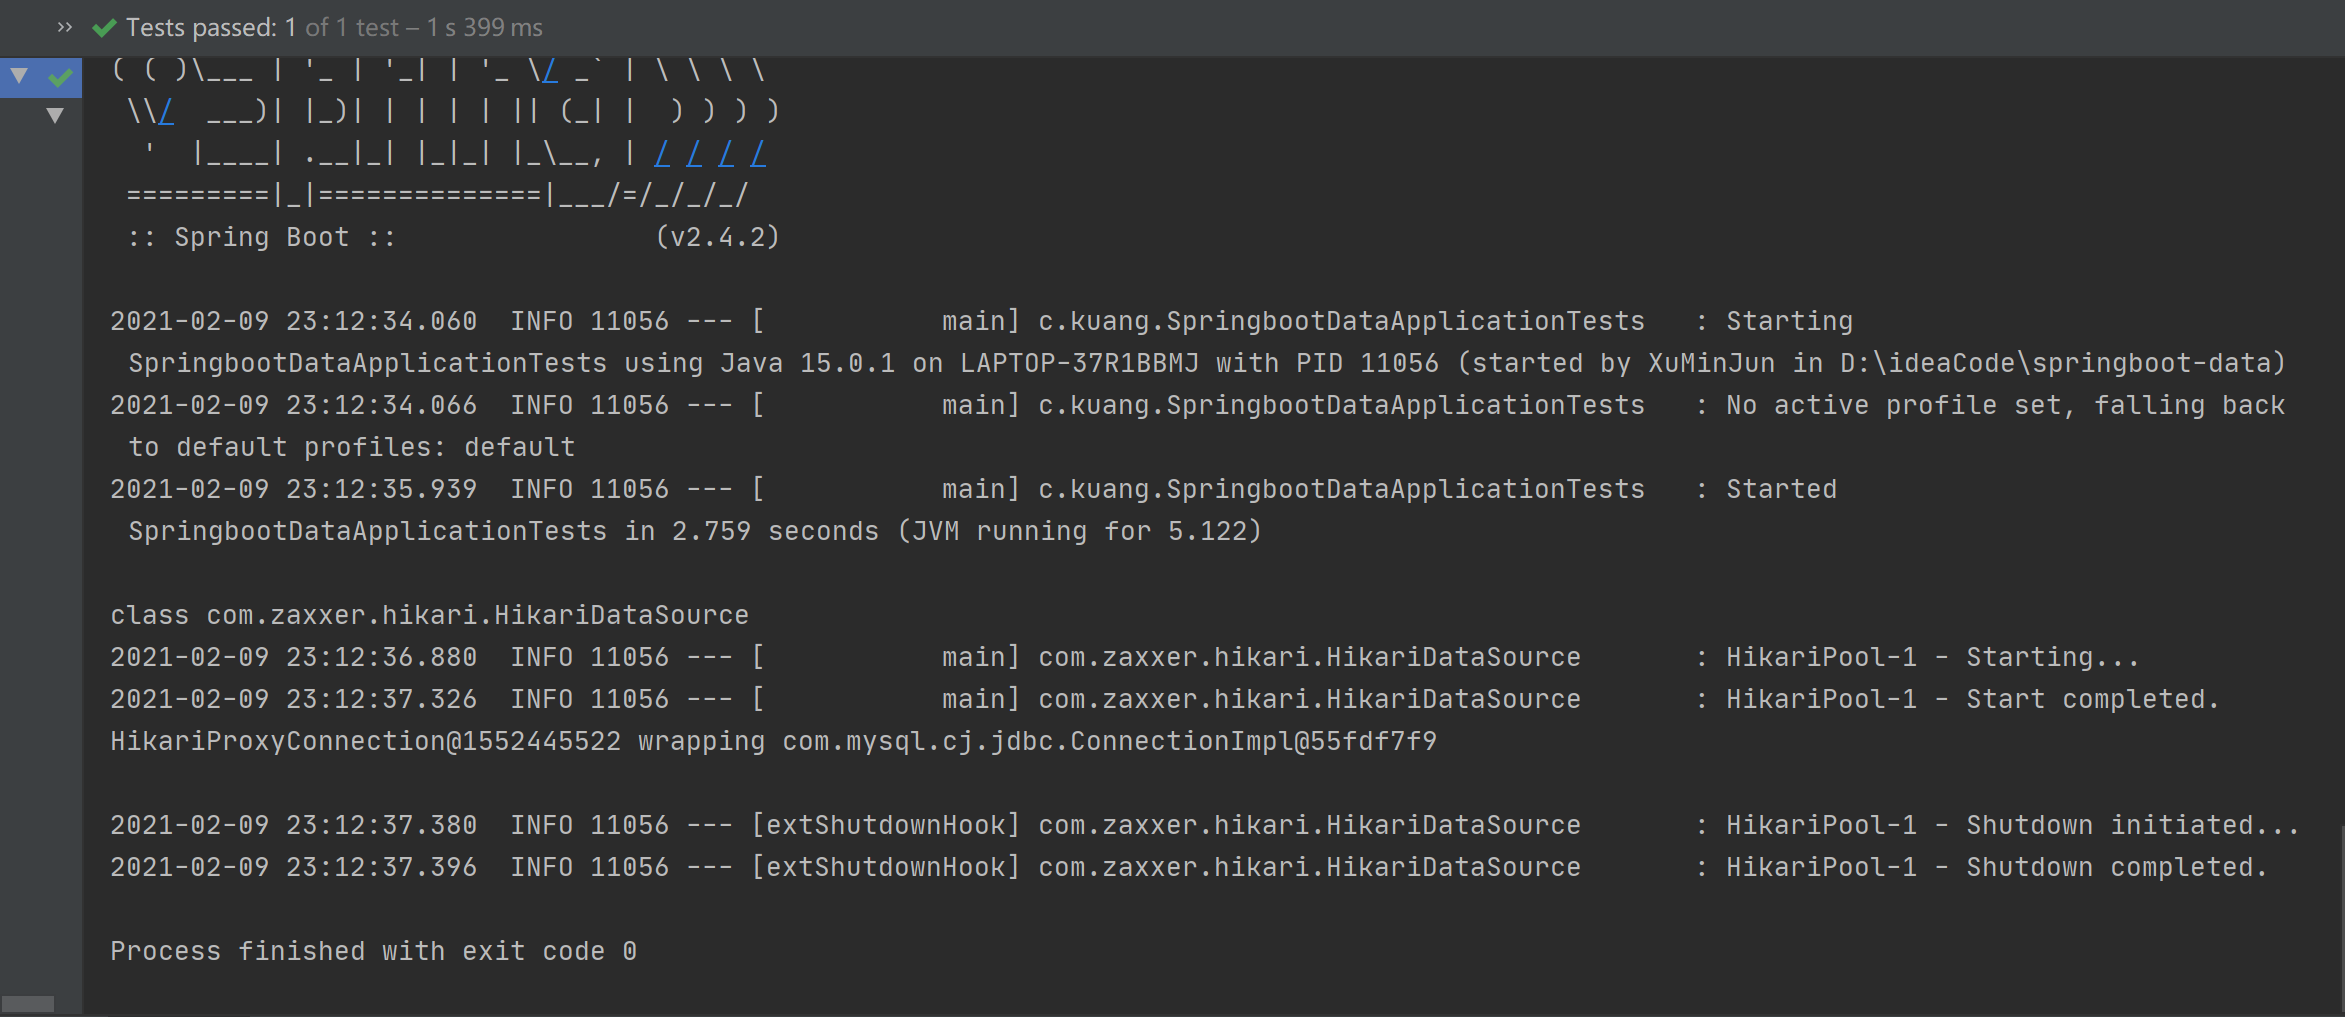 Tests passed: 1 of 1 test – 1 s 399 ms
( ( )\___ | '_ | '_| | '_ \/ _` | \ \ \ \
 \\/  ___)| |_)| | | | | || (_| |  ) ) ) )
  '  |____| .__|_| |_|_| |_\__, | / / / /
 =========|_|==============|___/=/_/_/_/
 :: Spring Boot ::                (v2.4.2)
2021-02-09 23:12:34.060  INFO 11056 --- [           main] c.kuang.SpringbootDataApplicationTests   : Starting
 SpringbootDataApplicationTests using Java 15.0.1 on LAPTOP-37R1BBMJ with PID 11056 (started by XuMinJun in D:\ideaCode\springboot-data)
2021-02-09 23:12:34.066  INFO 11056 --- [           main] c.kuang.SpringbootDataApplicationTests   : No active profile set, falling back
 to default profiles: default
2021-02-09 23:12:35.939  INFO 11056 --- [           main] c.kuang.SpringbootDataApplicationTests   : Started
 SpringbootDataApplicationTests in 2.759 seconds (JVM running for 5.122)
class com.zaxxer.hikari.HikariDataSource
2021-02-09 23:12:36.880  INFO 11056 --- [           main] com.zaxxer.hikari.HikariDataSource       : HikariPool-1 - Starting...
2021-02-09 23:12:37.326  INFO 11056 --- [           main] com.zaxxer.hikari.HikariDataSource       : HikariPool-1 - Start completed.
HikariProxyConnection@1552445522 wrapping com.mysql.cj.jdbc.ConnectionImpl@55fdf7f9
2021-02-09 23:12:37.380  INFO 11056 --- [extShutdownHook] com.zaxxer.hikari.HikariDataSource       : HikariPool-1 - Shutdown initiated...
2021-02-09 23:12:37.396  INFO 11056 --- [extShutdownHook] com.zaxxer.hikari.HikariDataSource       : HikariPool-1 - Shutdown completed.
Process finished with exit code 0